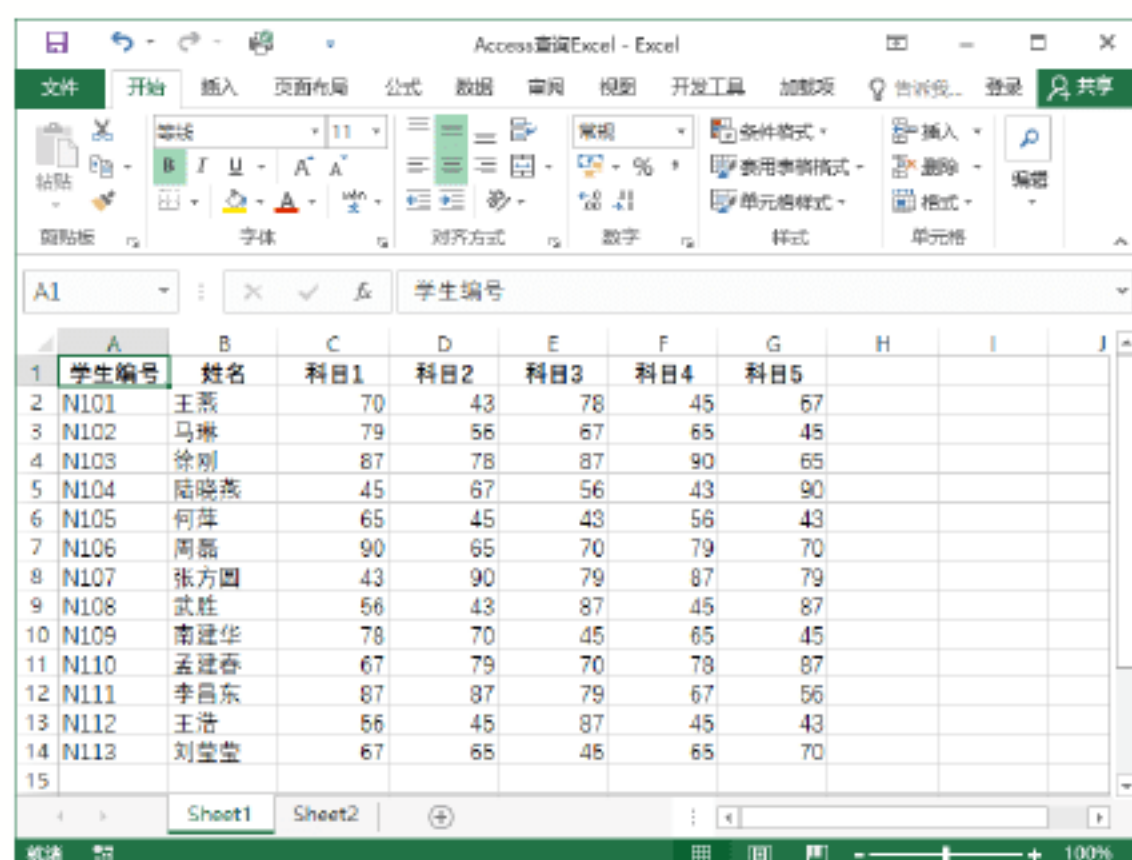 Access查询Excel - Excel
文件 开始 插入 页面布局 公式 数据 审阅 视图 开发工具 加载项 告诉我... 登录 共享
等线 11 常规 条件格式 插入
粘贴 B I U A A % 套用表格格式 删除 编辑
A wén 文 .00 单元格样式 格式
剪贴板 字体 对齐方式 数字 样式 单元格
A1 fx 学生编号
A B C D E F G H I J
1 学生编号 姓名 科目1 科目2 科目3 科目4 科目5
2 N101 王燕 70 43 78 45 67
3 N102 马琳 79 56 67 65 45
4 N103 徐刚 87 78 87 90 65
5 N104 陆晓燕 45 67 56 43 90
6 N105 何萍 65 45 43 56 43
7 N106 周磊 90 65 70 79 70
8 N107 张方圆 43 90 79 87 79
9 N108 武胜 56 43 87 45 87
10 N109 南建华 78 70 45 65 45
11 N110 孟建春 67 79 70 78 87
12 N111 李昌东 87 87 79 67 56
13 N112 王浩 56 45 87 45 43
14 N113 刘莹莹 67 65 45 65 70
15
Sheet1 Sheet2
就绪 100%